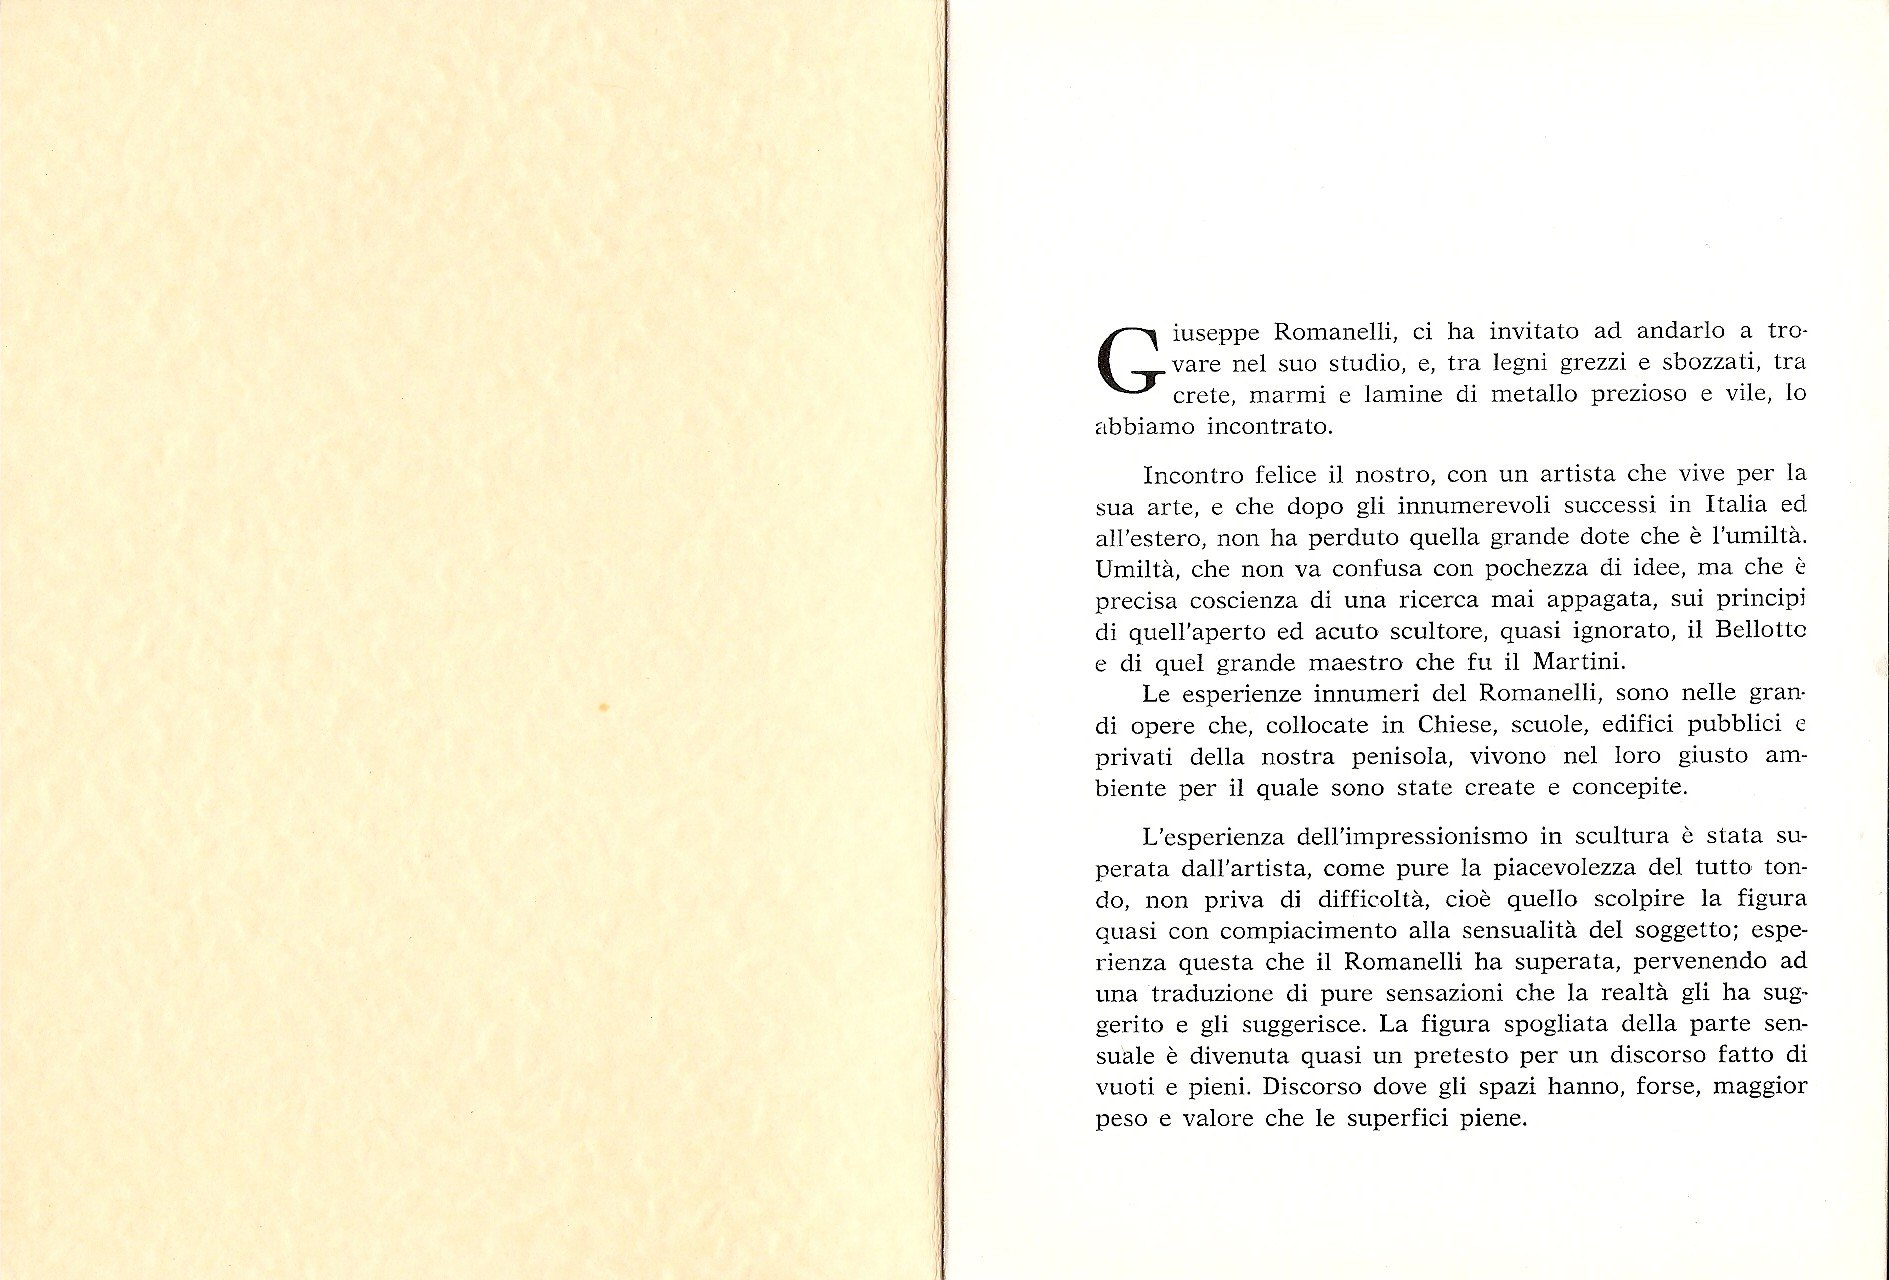 Giuseppe Romanelli, ci ha invitato ad andarlo a tro-
vare nel suo studio, e, tra legni grezzi e sbozzati, tra
crete, marmi e lamine di metallo prezioso e vile, lo
abbiamo incontrato.
Incontro felice il nostro, con un artista che vive per la
sua arte, e che dopo gli innumerevoli successi in Italia ed
all'estero, non ha perduto quella grande dote che è l'umiltà.
Umiltà, che non va confusa con pochezza di idee, ma che è
precisa coscienza di una ricerca mai appagata, sui principi
di quell'aperto ed acuto scultore, quasi ignorato, il Bellotto
e di quel grande maestro che fu il Martini.
Le esperienze innumeri del Romanelli, sono nelle gran-
di opere che, collocate in Chiese, scuole, edifici pubblici e
privati della nostra penisola, vivono nel loro giusto am-
biente per il quale sono state create e concepite.
L'esperienza dell'impressionismo in scultura è stata su-
perata dall'artista, come pure la piacevolezza del tutto ton-
do, non priva di difficoltà, cioè quello scolpire la figura
quasi con compiacimento alla sensualità del soggetto; espe-
rienza questa che il Romanelli ha superata, pervenendo ad
una traduzione di pure sensazioni che la realtà gli ha sug-
gerito e gli suggerisce. La figura spogliata della parte sen-
suale è divenuta quasi un pretesto per un discorso fatto di
vuoti e pieni. Discorso dove gli spazi hanno, forse, maggior
peso e valore che le superfici piene.